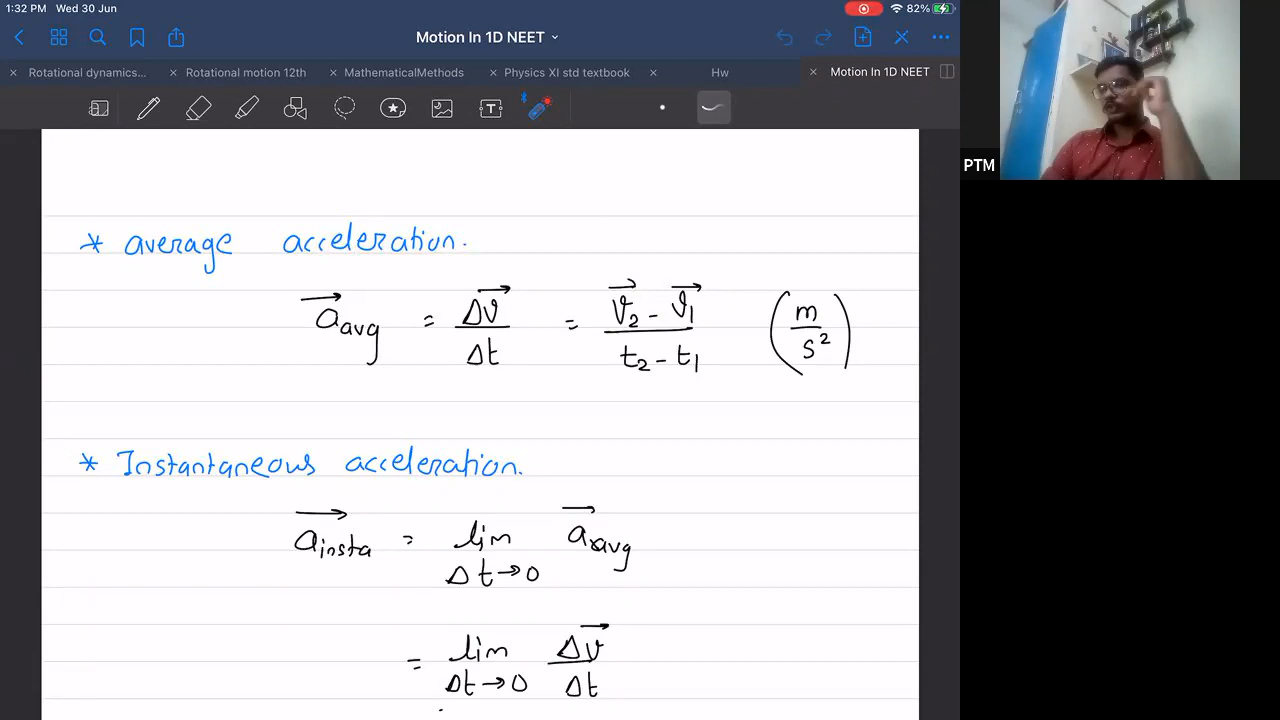 1:32 PM Wed 30 Jun
82%
Motion In 1D NEET
Rotational dynamics... Rotational motion 12th MathematicalMethods Physics XI std textbook Hw Motion In 1D NEET
PTM
* average acceleration.
a⃗avg = Δv⃗/Δt = (v⃗₂ - v⃗₁)/(t₂ - t₁) (m/s²)
* Instantaneous acceleration.
a⃗insta = lim Δt→0 a⃗avg
= lim Δt→0 Δv⃗/Δt